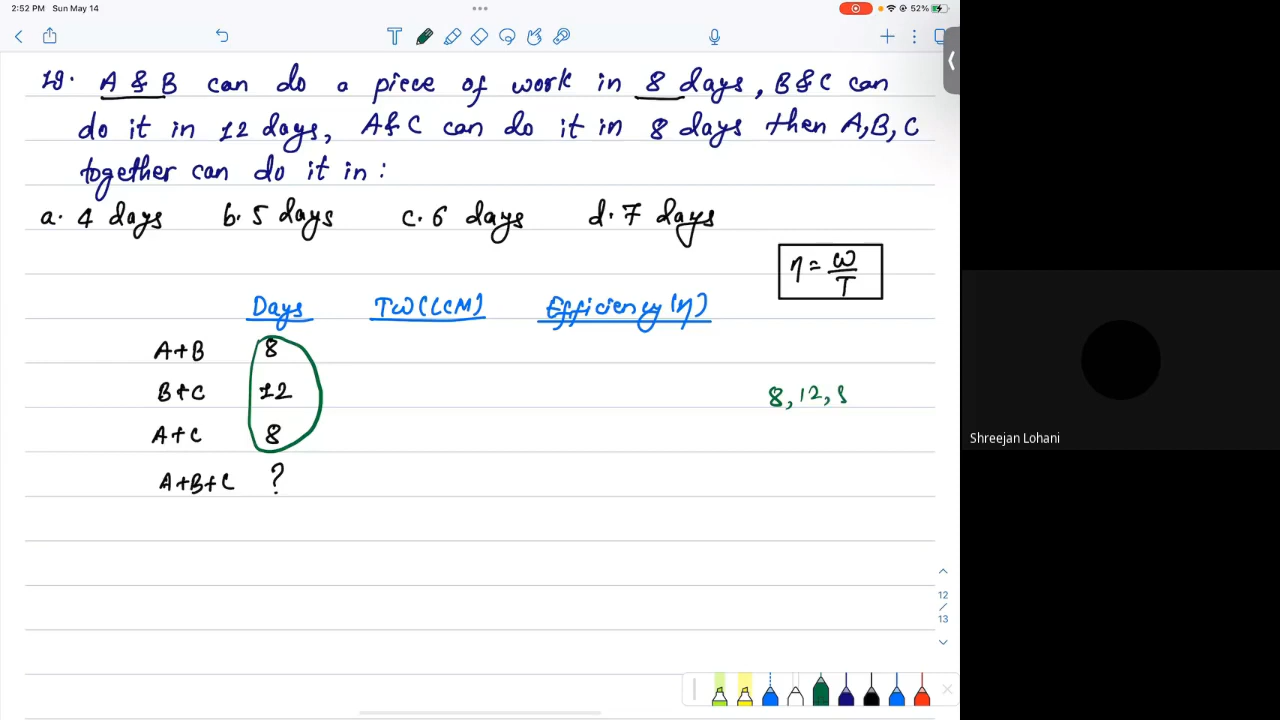 2:52 PM Sun May 14
52%
19. A & B can do a piece of work in 8 days, B & C can
do it in 12 days, A & C can do it in 8 days then A, B, C
together can do it in :
a. 4 days b. 5 days c. 6 days d. 7 days
η = ω/T
Days TW (LCM) Efficiency (η)
A+B 8
B+C 12
8, 12, 8
A+C 8
Shreejan Lohani
A+B+C ?
12
/
13